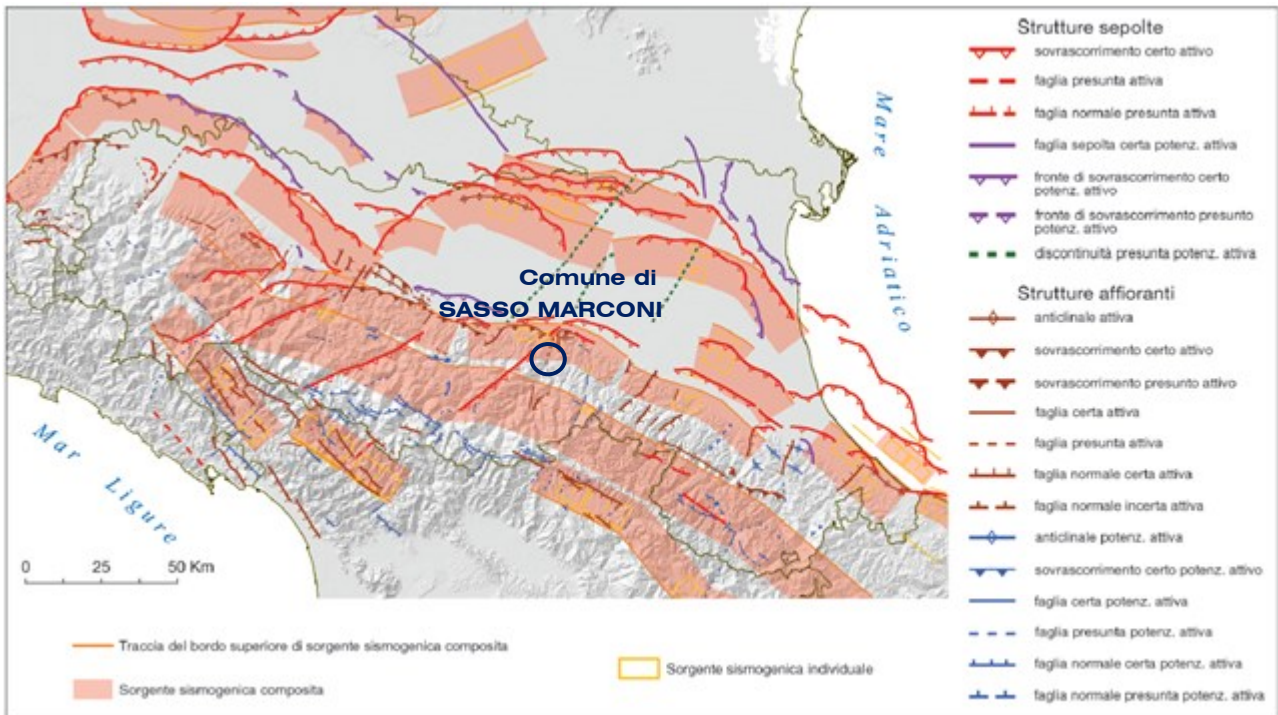 Strutture sepolte
sovrascorrimento certo attivo
faglia presunta attiva
faglia normale presunta attiva
faglia sepolta certa potenz. attiva
fronte di sovrascorrimento certo
potenz. attivo
fronte di sovrascorrimento presunto
potenz. attivo
discontinuità presunta potenz. attiva
Strutture affioranti
anticlinale attiva
sovrascorrimento certo attivo
sovrascorrimento presunto attivo
faglia certa attiva
faglia presunta attiva
faglia normale certa attiva
faglia normale incerta attiva
anticlinale potenz. attiva
sovrascorrimento certo potenz. attivo
faglia certa potenz. attiva
faglia presunta potenz. attiva
faglia normale certa potenz. attiva
faglia normale presunta potenz. attiva
Mare Adriatico
Comune di
SASSO MARCONI
Mar Ligure
0 25 50 Km
Traccia del bordo superiore di sorgente sismogenica composita
Sorgente sismogenica composita
Sorgente sismogenica individuale